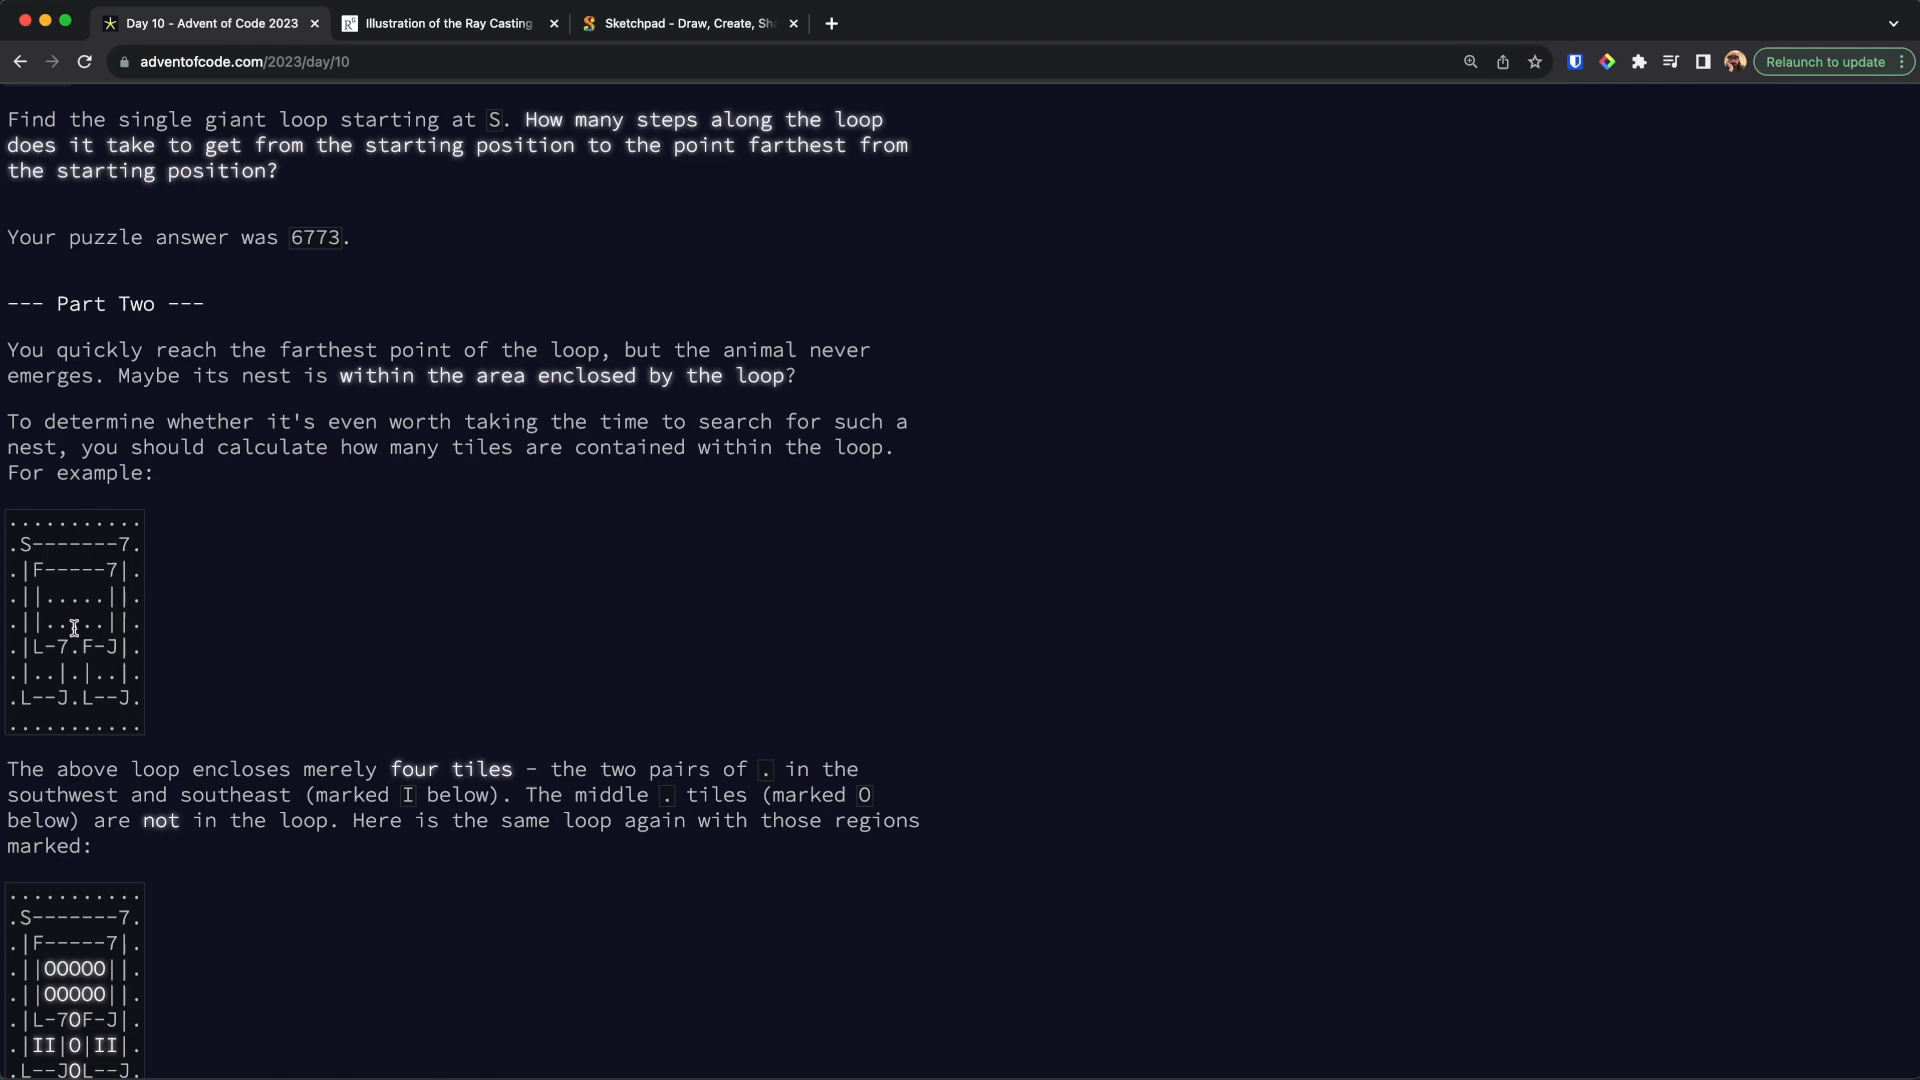 Day 10 - Advent of Code 2023
Illustration of the Ray Casting
Sketchpad - Draw, Create, Sh
adventofcode.com/2023/day/10
Relaunch to update
Find the single giant loop starting at S. How many steps along the loop
does it take to get from the starting position to the point farthest from
the starting position?
Your puzzle answer was 6773.
--- Part Two ---
You quickly reach the farthest point of the loop, but the animal never
emerges. Maybe its nest is within the area enclosed by the loop?
To determine whether it's even worth taking the time to search for such a
nest, you should calculate how many tiles are contained within the loop.
For example:
...........
.S-------7.
.|F-----7|.
.||.....||.
.||.....||.
.|L-7.F-J|.
.|..|.|..|.
.L--J.L--J.
...........
The above loop encloses merely four tiles - the two pairs of . in the
southwest and southeast (marked I below). The middle . tiles (marked O
below) are not in the loop. Here is the same loop again with those regions
marked:
...........
.S-------7.
.|F-----7|.
.||OOOOO||.
.||OOOOO||.
.|L-7OF-J|.
.|II|O|II|.
.L--JOL--J.